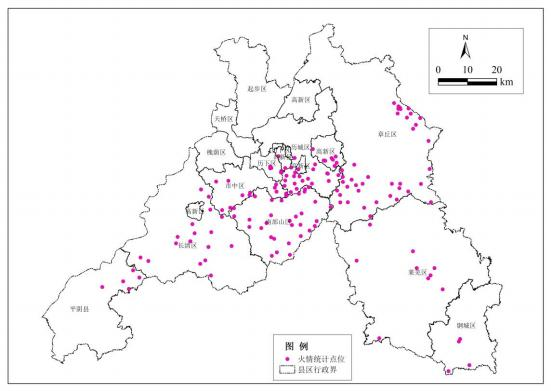 N
0 10 20
km
起步区
高新区
天桥区
章丘区
槐荫区
历城区
高新区
历下区
市中区
高新区
南部山区
长清区
莱芜区
平阴县
钢城区
图 例
火情统计点位
县区行政界